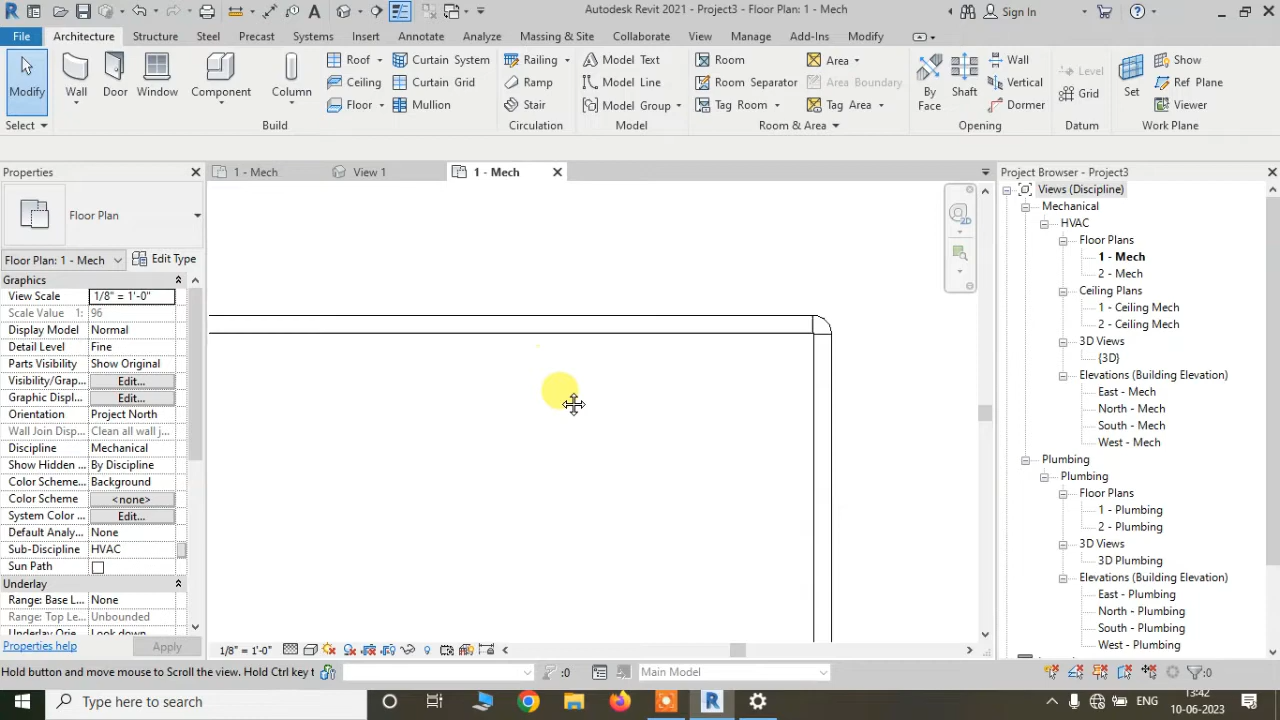 Autodesk Revit 2021 - Project3 - Floor Plan: 1 - Mech
Sign In
File Architecture Structure Steel Precast Systems Insert Annotate Analyze Massing & Site Collaborate View Manage Add-Ins Modify
Modify Wall Door Window Component Column
Roof Curtain System
Ceiling Curtain Grid
Floor Mullion
Railing
Ramp
Stair
Model Text
Model Line
Model Group
Room Area
Room Separator Area Boundary
Tag Room Tag Area
By Face Shaft
Wall
Vertical
Dormer
Level
Grid
Set
Show
Ref Plane
Viewer
Select Build Circulation Model Room & Area Opening Datum Work Plane
Properties
1 - Mech View 1 1 - Mech
Floor Plan
Floor Plan: 1 - Mech Edit Type
Graphics
View Scale 1/8" = 1'-0"
Scale Value 1: 96
Display Model Normal
Detail Level Fine
Parts Visibility Show Original
Visibility/Grap... Edit...
Graphic Displ... Edit...
Orientation Project North
Wall Join Disp... Clean all wall j...
Discipline Mechanical
Show Hidden ... By Discipline
Color Scheme... Background
Color Scheme <none>
System Color ... Edit...
Default Analy... None
Sub-Discipline HVAC
Sun Path
Underlay
Range: Base L... None
Range: Top Le... Unbounded
Underlay Orie... Look down
Properties help Apply
2D
1/8" = 1'-0"
Project Browser - Project3
Views (Discipline)
Mechanical
HVAC
Floor Plans
1 - Mech
2 - Mech
Ceiling Plans
1 - Ceiling Mech
2 - Ceiling Mech
3D Views
{3D}
Elevations (Building Elevation)
East - Mech
North - Mech
South - Mech
West - Mech
Plumbing
Plumbing
Floor Plans
1 - Plumbing
2 - Plumbing
3D Views
3D Plumbing
Elevations (Building Elevation)
East - Plumbing
North - Plumbing
South - Plumbing
West - Plumbing
Hold button and move mouse to Scroll the view. Hold Ctrl key t :0 Main Model :0
Type here to search
ENG
13:42
10-06-2023